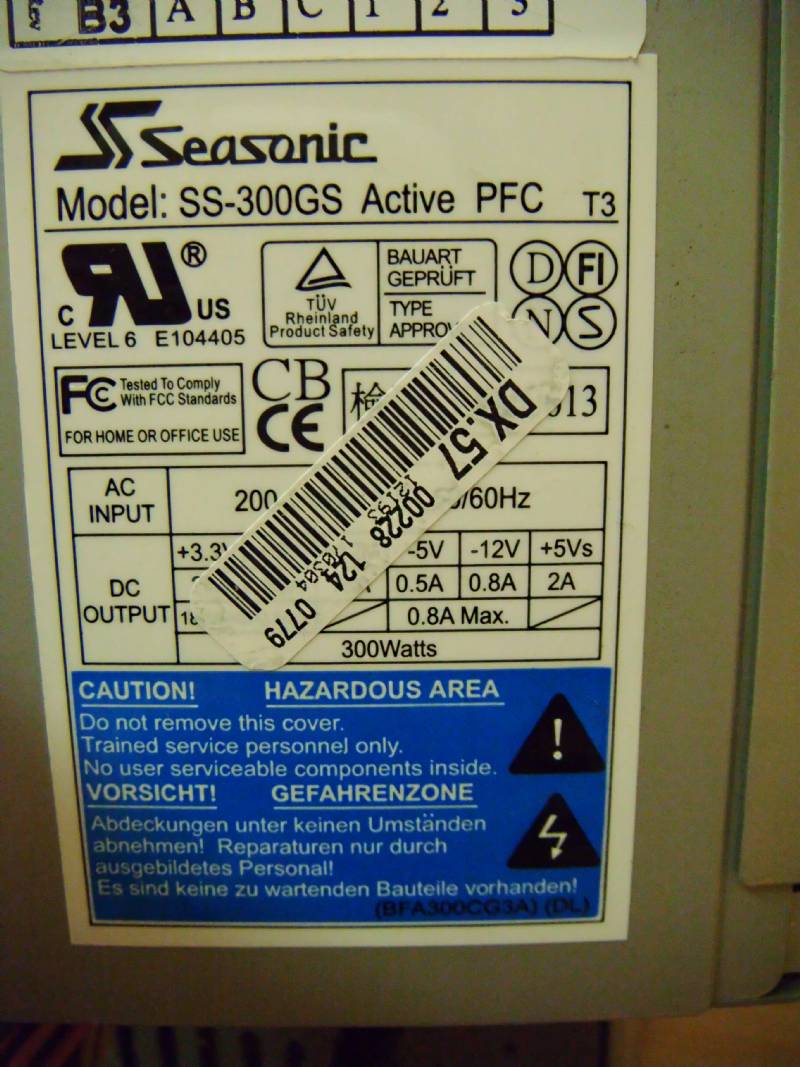 B3 A B C 1 2 3
Seasonic
Model: SS-300GS Active PFC T3
C UR ® US
LEVEL 6 E104405
TÜV
Rheinland
Product Safety
BAUART
GEPRÜFT
TYPE
D FI
N S
FC Tested To Comply
With FCC Standards
FOR HOME OR OFFICE USE
CB
CE
檢
DX.57 00228 124 0779
AC
INPUT
200 /60Hz
DC
OUTPUT
-5V -12V +5Vs
0.5A 0.8A 2A
0.8A Max.
300Watts
CAUTION! HAZARDOUS AREA
Do not remove this cover.
Trained service personnel only.
No user serviceable components inside.
VORSICHT! GEFAHRENZONE
Abdeckungen unter keinen Umständen
abnehmen! Reparaturen nur durch
ausgebildetes Personal!
Es sind keine zu wartenden Bauteile vorhanden!
(BFA300CG3A) (DL)